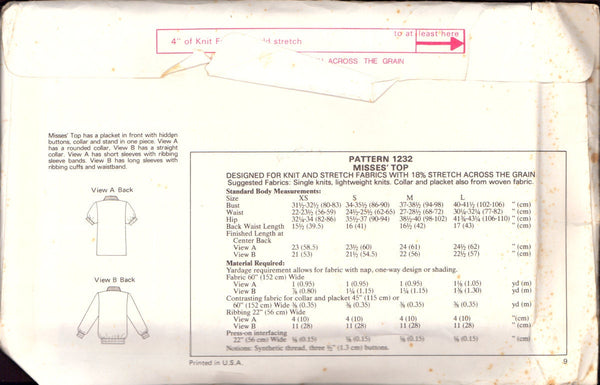 to at least here
4" of Knit stretch
ACROSS THE GRAIN
Misses' Top has a placket in front with hidden
buttons, collar and stand in one piece. View A
has a rounded collar, View B has a straight
collar. View A has short sleeves with ribbing
sleeve bands. View B has long sleeves with
ribbing cuffs and waistband.
View A Back
View B Back
PATTERN 1232
MISSES' TOP
DESIGNED FOR KNIT AND STRETCH FABRICS WITH 18% STRETCH ACROSS THE GRAIN
Suggested Fabrics: Single knits, lightweight knits. Collar and placket also from woven fabric.
Standard Body Measurements:
Size XS S M L
Bust 31½-32½ (80-83) 34-35½ (86-90) 37-38½ (94-98) 40-41½ (102-106) "(cm)
Waist 22-23½ (56-59) 24½-25½ (62-65) 27-28½ (68-72) 30¼-32¼ (77-82) "(cm)
Hip 32¼-34 (82-86) 35½-37 (90-94) 38½-40 (98-102) 41¾-43¼ (106-110) "(cm)
Back Waist Length 15½ (39.5) 16 (41) 16½ (42) 17 (43) "(cm)
Finished Length at
Center Back
View A 23 (58.5) 23½ (60) 24 (61) 24½ (62) "(cm)
View B 21 (53) 21½ (54.5) 22 (56) 22½ (57) "(cm)
Material Required:
Yardage requirement allows for fabric with nap, one-way design or shading.
Fabric 60" (152 cm) Wide
View A 1 (0.95) 1 (0.95) 1 (0.95) 1⅛ (1.05) yd (m)
View B ⅞ (0.80) 1¼ (1.15) 1¼ (1.15) 1⅜ (1.30) yd (m)
Contrasting fabric for collar and placket 45" (115 cm) or
60" (152 cm) Wide ⅜ (0.35) ⅜ (0.35) ⅜ (0.35) ⅜ (0.35) yd (m)
Ribbing 22" (56 cm) Wide
View A 4 (10) 4 (10) 4 (10) 4 (10) "(cm)
View B 11 (28) 11 (28) 11 (28) 11 (28) "(cm)
Press-on interfacing
22" (56 cm) Wide ⅛ (0.15) ⅛ (0.15) ⅛ (0.15) ⅛ (0.15) yd (m)
Notions: Synthetic thread, three ½" (1.3 cm) buttons.
Printed in U.S.A.
9